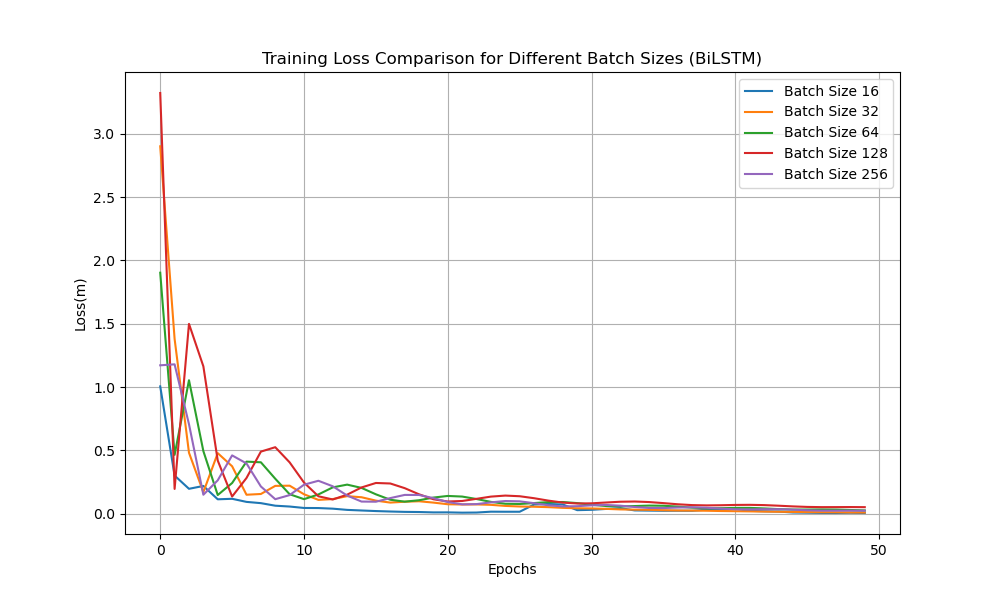 Training Loss Comparison for Different Batch Sizes (BiLSTM)
Batch Size 16
Batch Size 32
Batch Size 64
Batch Size 128
Batch Size 256
Loss(m)
3.0
2.5
2.0
1.5
1.0
0.5
0.0
0 10 20 30 40 50
Epochs